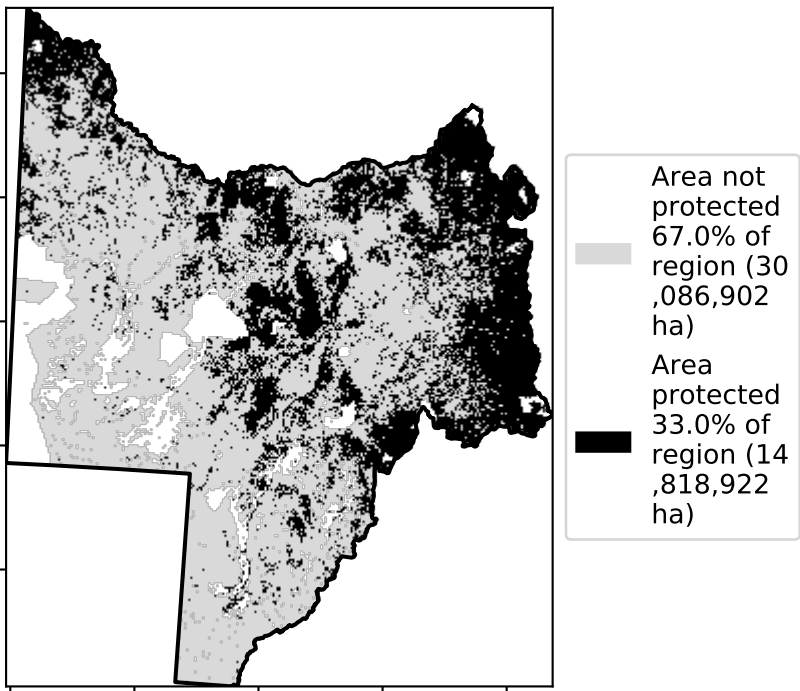 Area not
protected
67.0% of
region (30
,086,902
ha)
Area
protected
33.0% of
region (14
,818,922
ha)